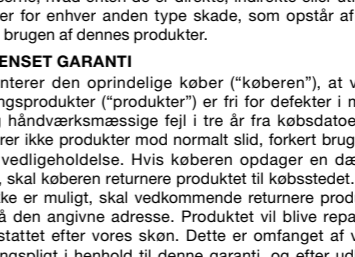 hvad enten de er direkte, indirekte eller
er for enhver anden type skade, som opstår af
brugen af dennes produkter.
ENSET GARANTI
nterer den oprindelige køber (“køberen”), at v
ngsprodukter (“produkter”) er fri for defekter i m
g håndværksmæssige fejl i tre år fra købsdatoe
rer ikke produkter mod normalt slid, forkert brug
vedligeholdelse. Hvis køberen opdager en dæ
, skal køberen returnere produktet til købsstedet.
ke er muligt, skal vedkommende returnere prod
å den angivne adresse. Produktet vil blive repa
stattet efter vores skøn. Dette er omfanget af v
ngspligt i henhold til denne garanti, og efter ud